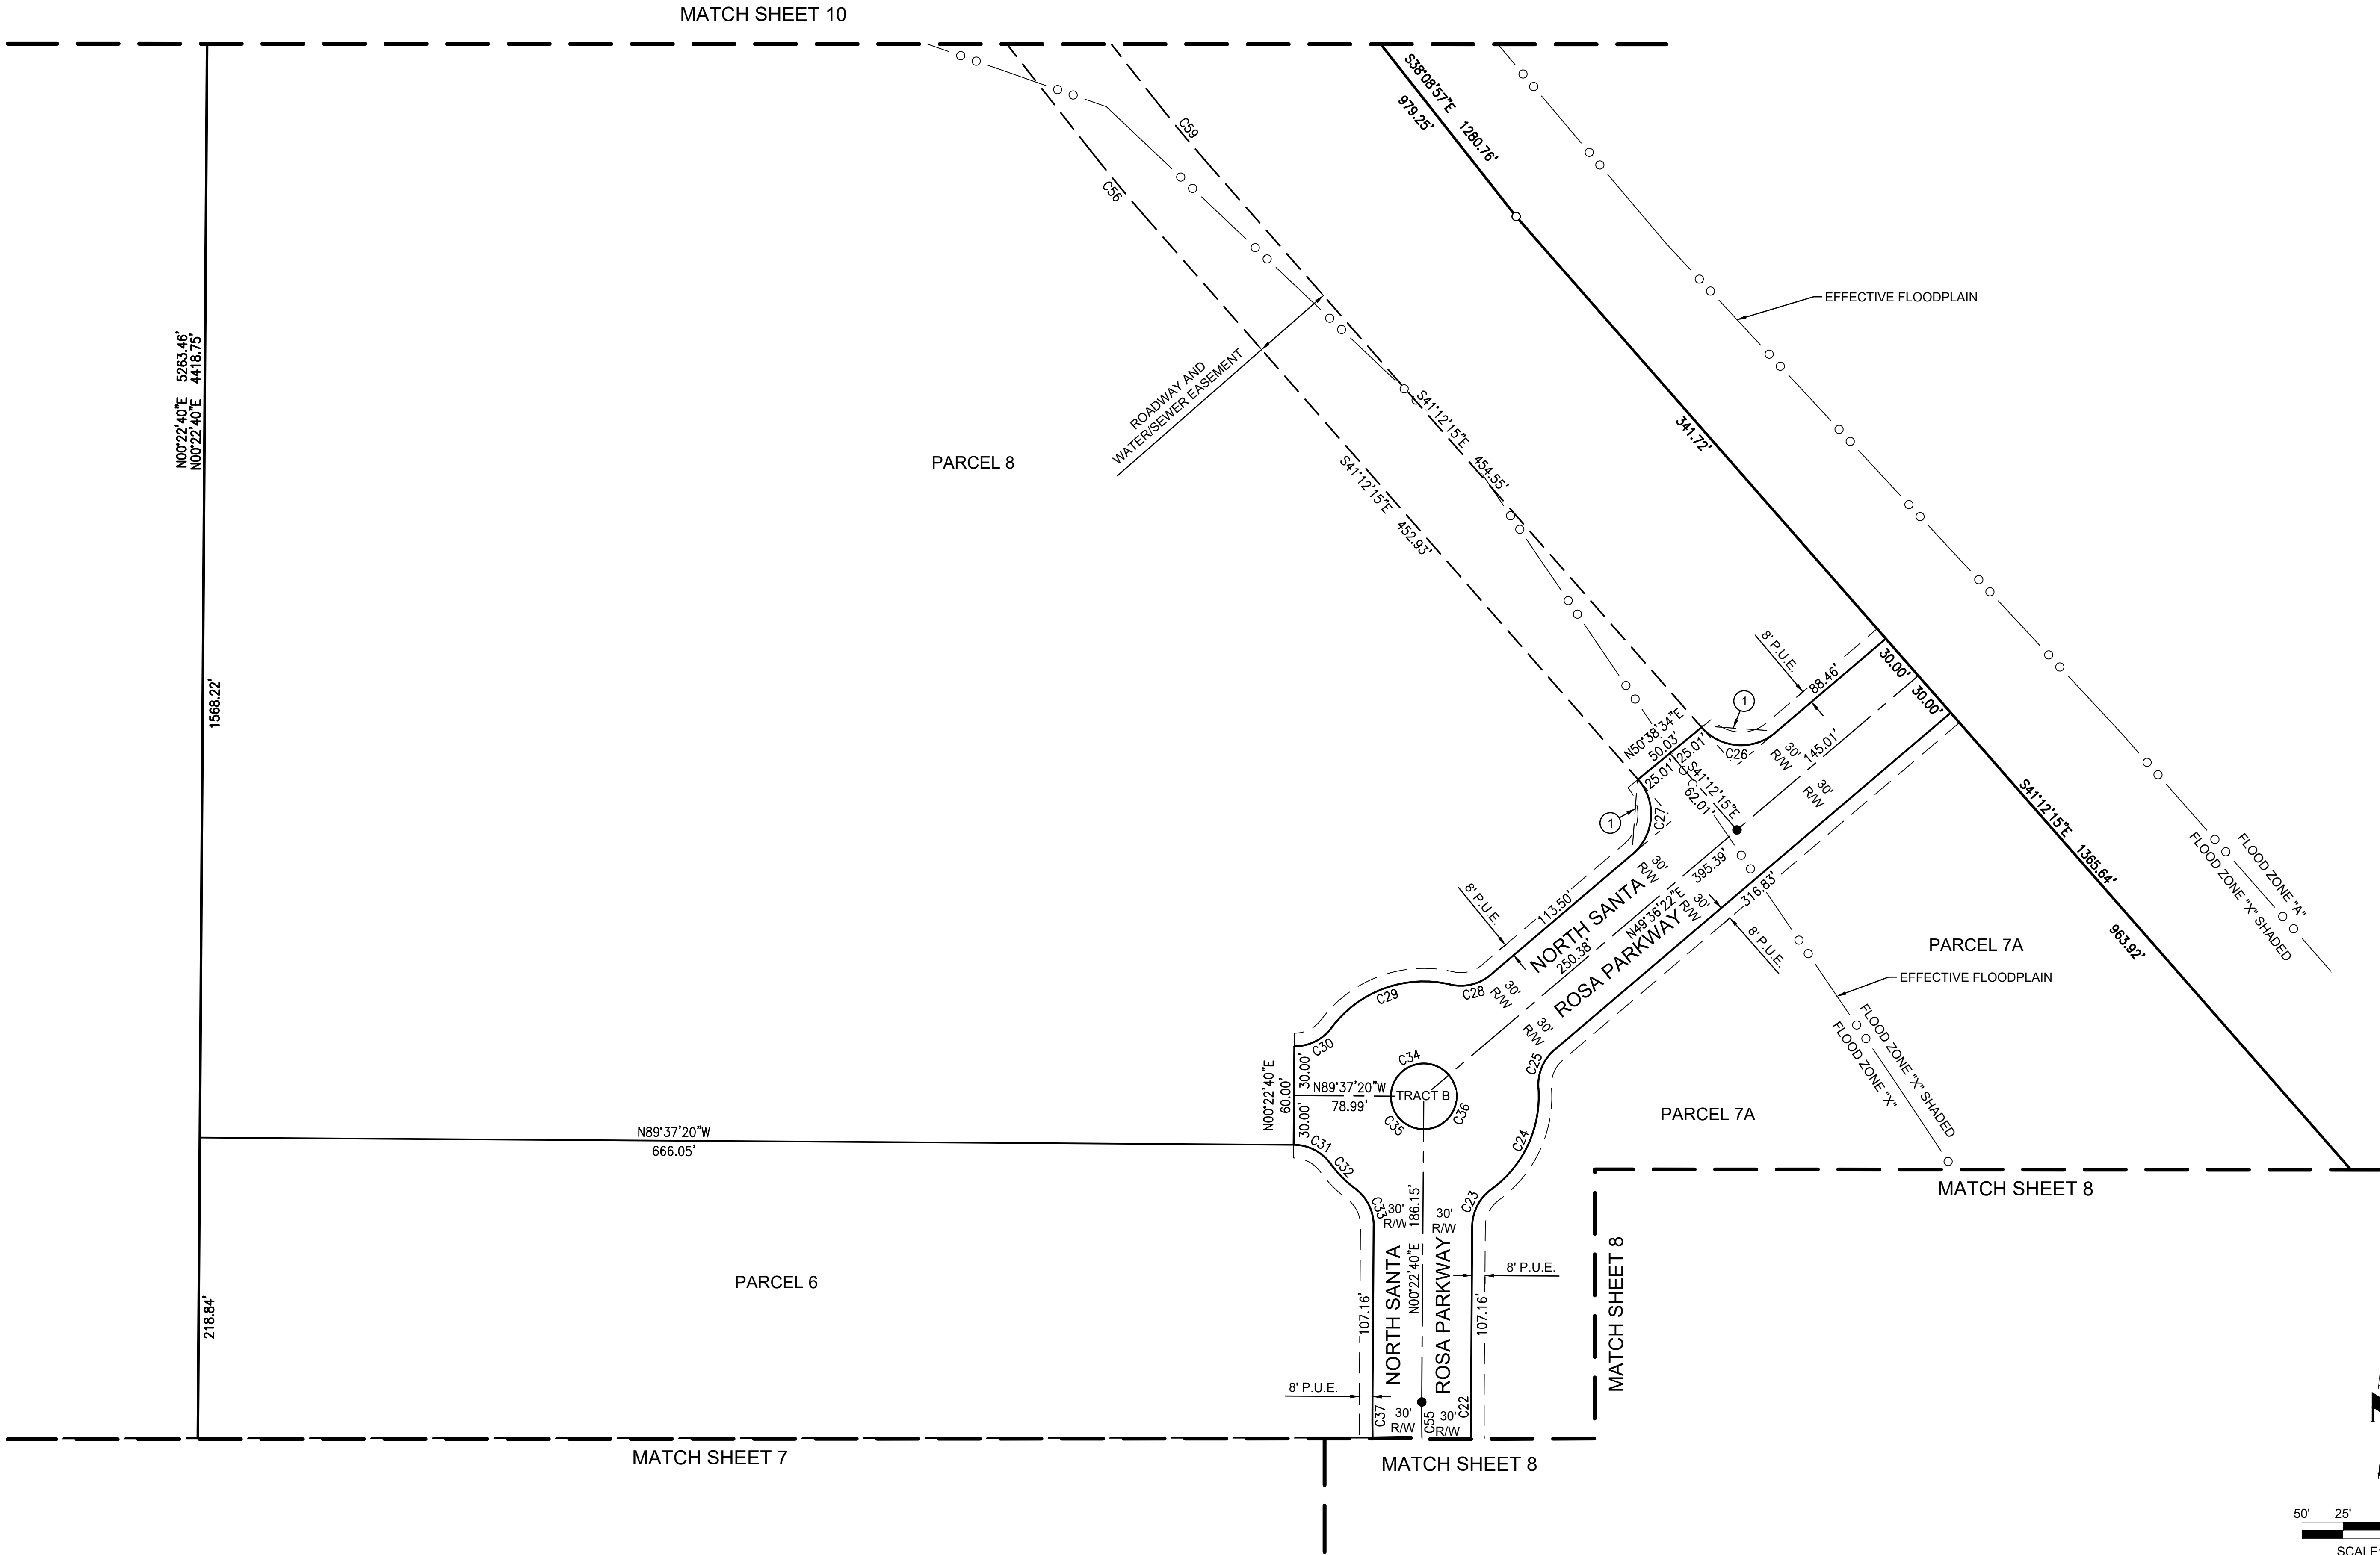 MATCH SHEET 10
S38°08'57"E 1280.76'
979.25'
C59
C56
EFFECTIVE FLOODPLAIN
N00°22'40"E 5263.46'
N00°22'40"E 4418.75'
ROADWAY AND
WATER/SEWER EASEMENT
S41°12'15"E 454.55'
S41°12'15"E 452.93'
341.72'
PARCEL 8
1568.22'
8' P.U.E.
88.46'
30.00'
30.00'
1
N50°38'34"E
50.03'
25.01'
25.01'
C26
30'
R/W
145.01'
S41°12'15"E
62.01'
30'
R/W
1
C27
S41°12'15"E 1365.64'
963.92'
FLOOD ZONE "A"
FLOOD ZONE "X" SHADED
30'
R/W
395.39'
N49°36'22"E
250.38'
30'
R/W
316.83'
8' P.U.E.
113.50'
NORTH SANTA
ROSA PARKWAY
8' P.U.E.
PARCEL 7A
EFFECTIVE FLOODPLAIN
C29
C28
30'
R/W
30'
R/W
FLOOD ZONE "X" SHADED
FLOOD ZONE "X"
C30
C34
C25
N00°22'40"E
60.00'
30.00'
30.00'
N89°37'20"W
78.99'
TRACT B
C35
C36
PARCEL 7A
N89°37'20"W
666.05'
C31
C32
C24
C33
C23
30'
R/W
186.15'
N00°22'40"E
30'
R/W
MATCH SHEET 8
MATCH SHEET 8
PARCEL 6
218.84'
107.16'
NORTH SANTA
ROSA PARKWAY
107.16'
8' P.U.E.
8' P.U.E.
C37
30'
R/W
C55
30'
R/W
C22
MATCH SHEET 7
MATCH SHEET 8
50' 25'